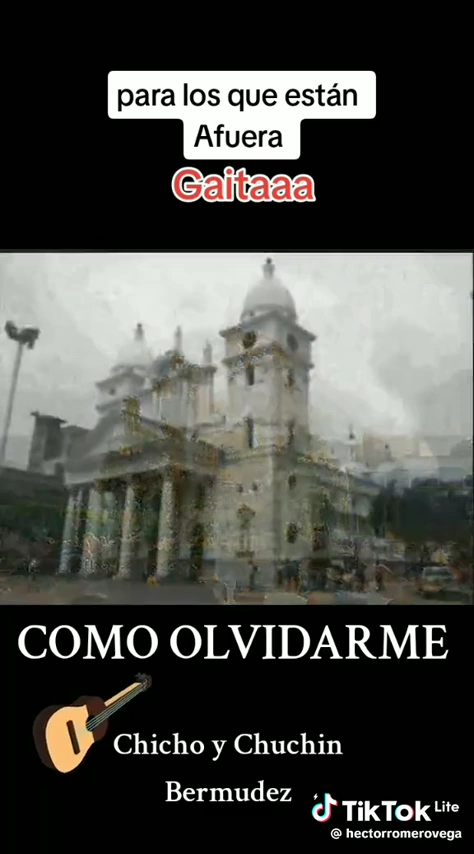 para los que están
Afuera
Gaitaaa
COMO OLVIDARME
Chicho y Chuchin
Bermudez
TikTok Lite
@ hectorromerovega